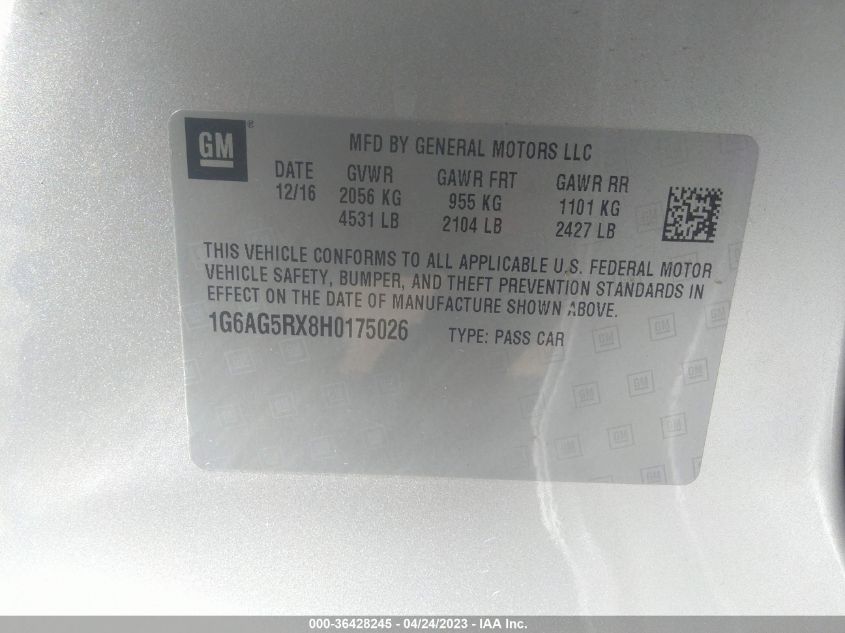 GM®
MFD BY GENERAL MOTORS LLC
DATE GVWR GAWR FRT GAWR RR
12/16 2056 KG 955 KG 1101 KG
4531 LB 2104 LB 2427 LB
THIS VEHICLE CONFORMS TO ALL APPLICABLE U.S. FEDERAL MOTOR
VEHICLE SAFETY, BUMPER, AND THEFT PREVENTION STANDARDS IN
EFFECT ON THE DATE OF MANUFACTURE SHOWN ABOVE.
1G6AG5RX8H0175026 TYPE: PASS CAR
000-36428245 - 04/24/2023 - IAA Inc.